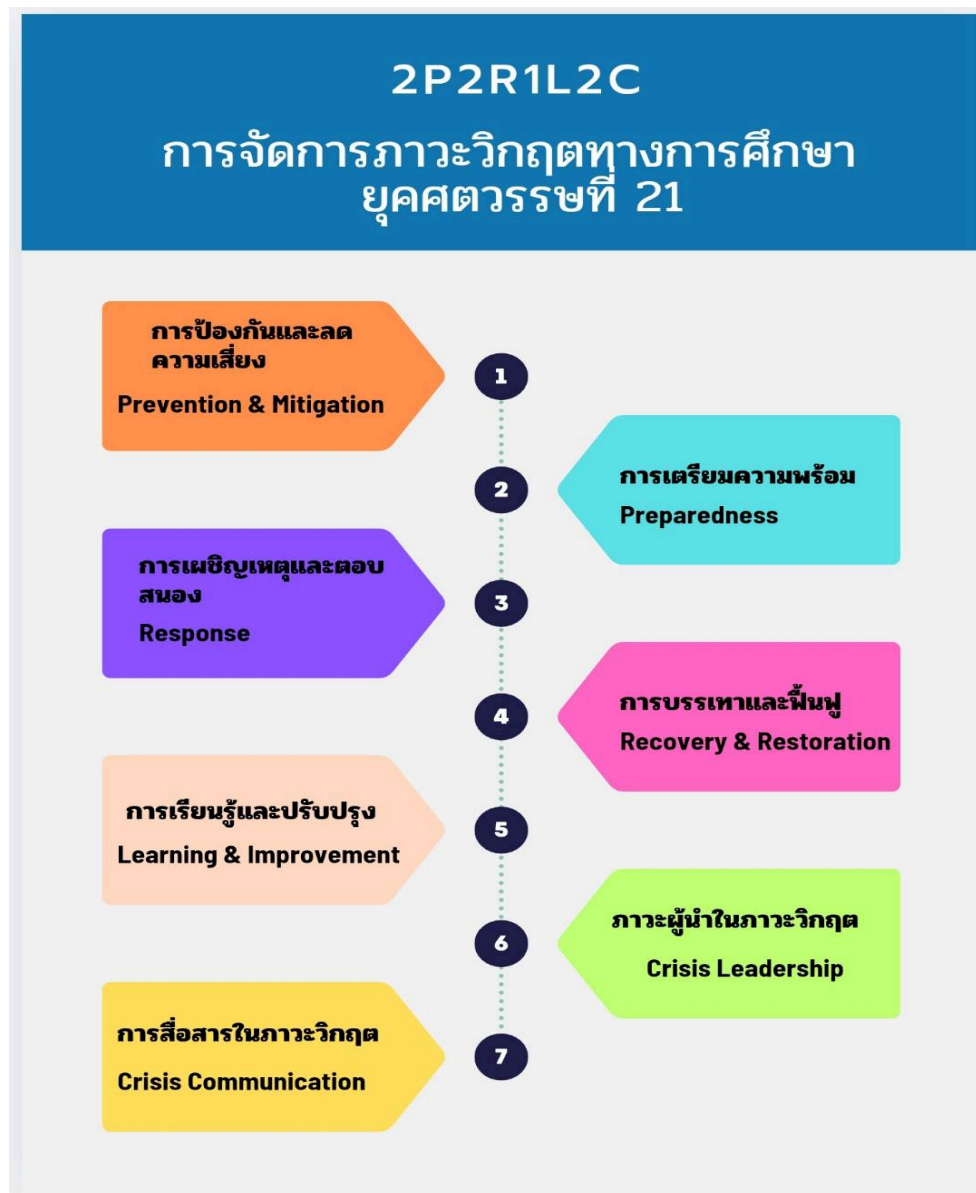 2P2R1L2C
การจัดการภาวะวิกฤตทางการศึกษา
ยุคศตวรรษที่ 21
การป้องกันและลด
ความเสี่ยง
Prevention & Mitigation
1
2
การเตรียมความพร้อม
Preparedness
การเผชิญเหตุและตอบ
สนอง
Response
3
4
การบรรเทาและฟื้นฟู
Recovery & Restoration
การเรียนรู้และปรับปรุง
Learning & Improvement
5
6
ภาวะผู้นำในภาวะวิกฤต
Crisis Leadership
การสื่อสารในภาวะวิกฤต
Crisis Communication
7